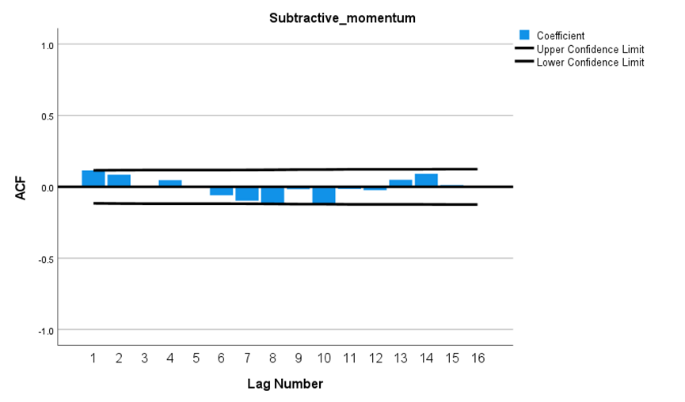 Subtractive_momentum
Coefficient
Upper Confidence Limit
Lower Confidence Limit
1.0
0.5
0.0
-0.5
-1.0
ACF
1 2 3 4 5 6 7 8 9 10 11 12 13 14 15 16
Lag Number